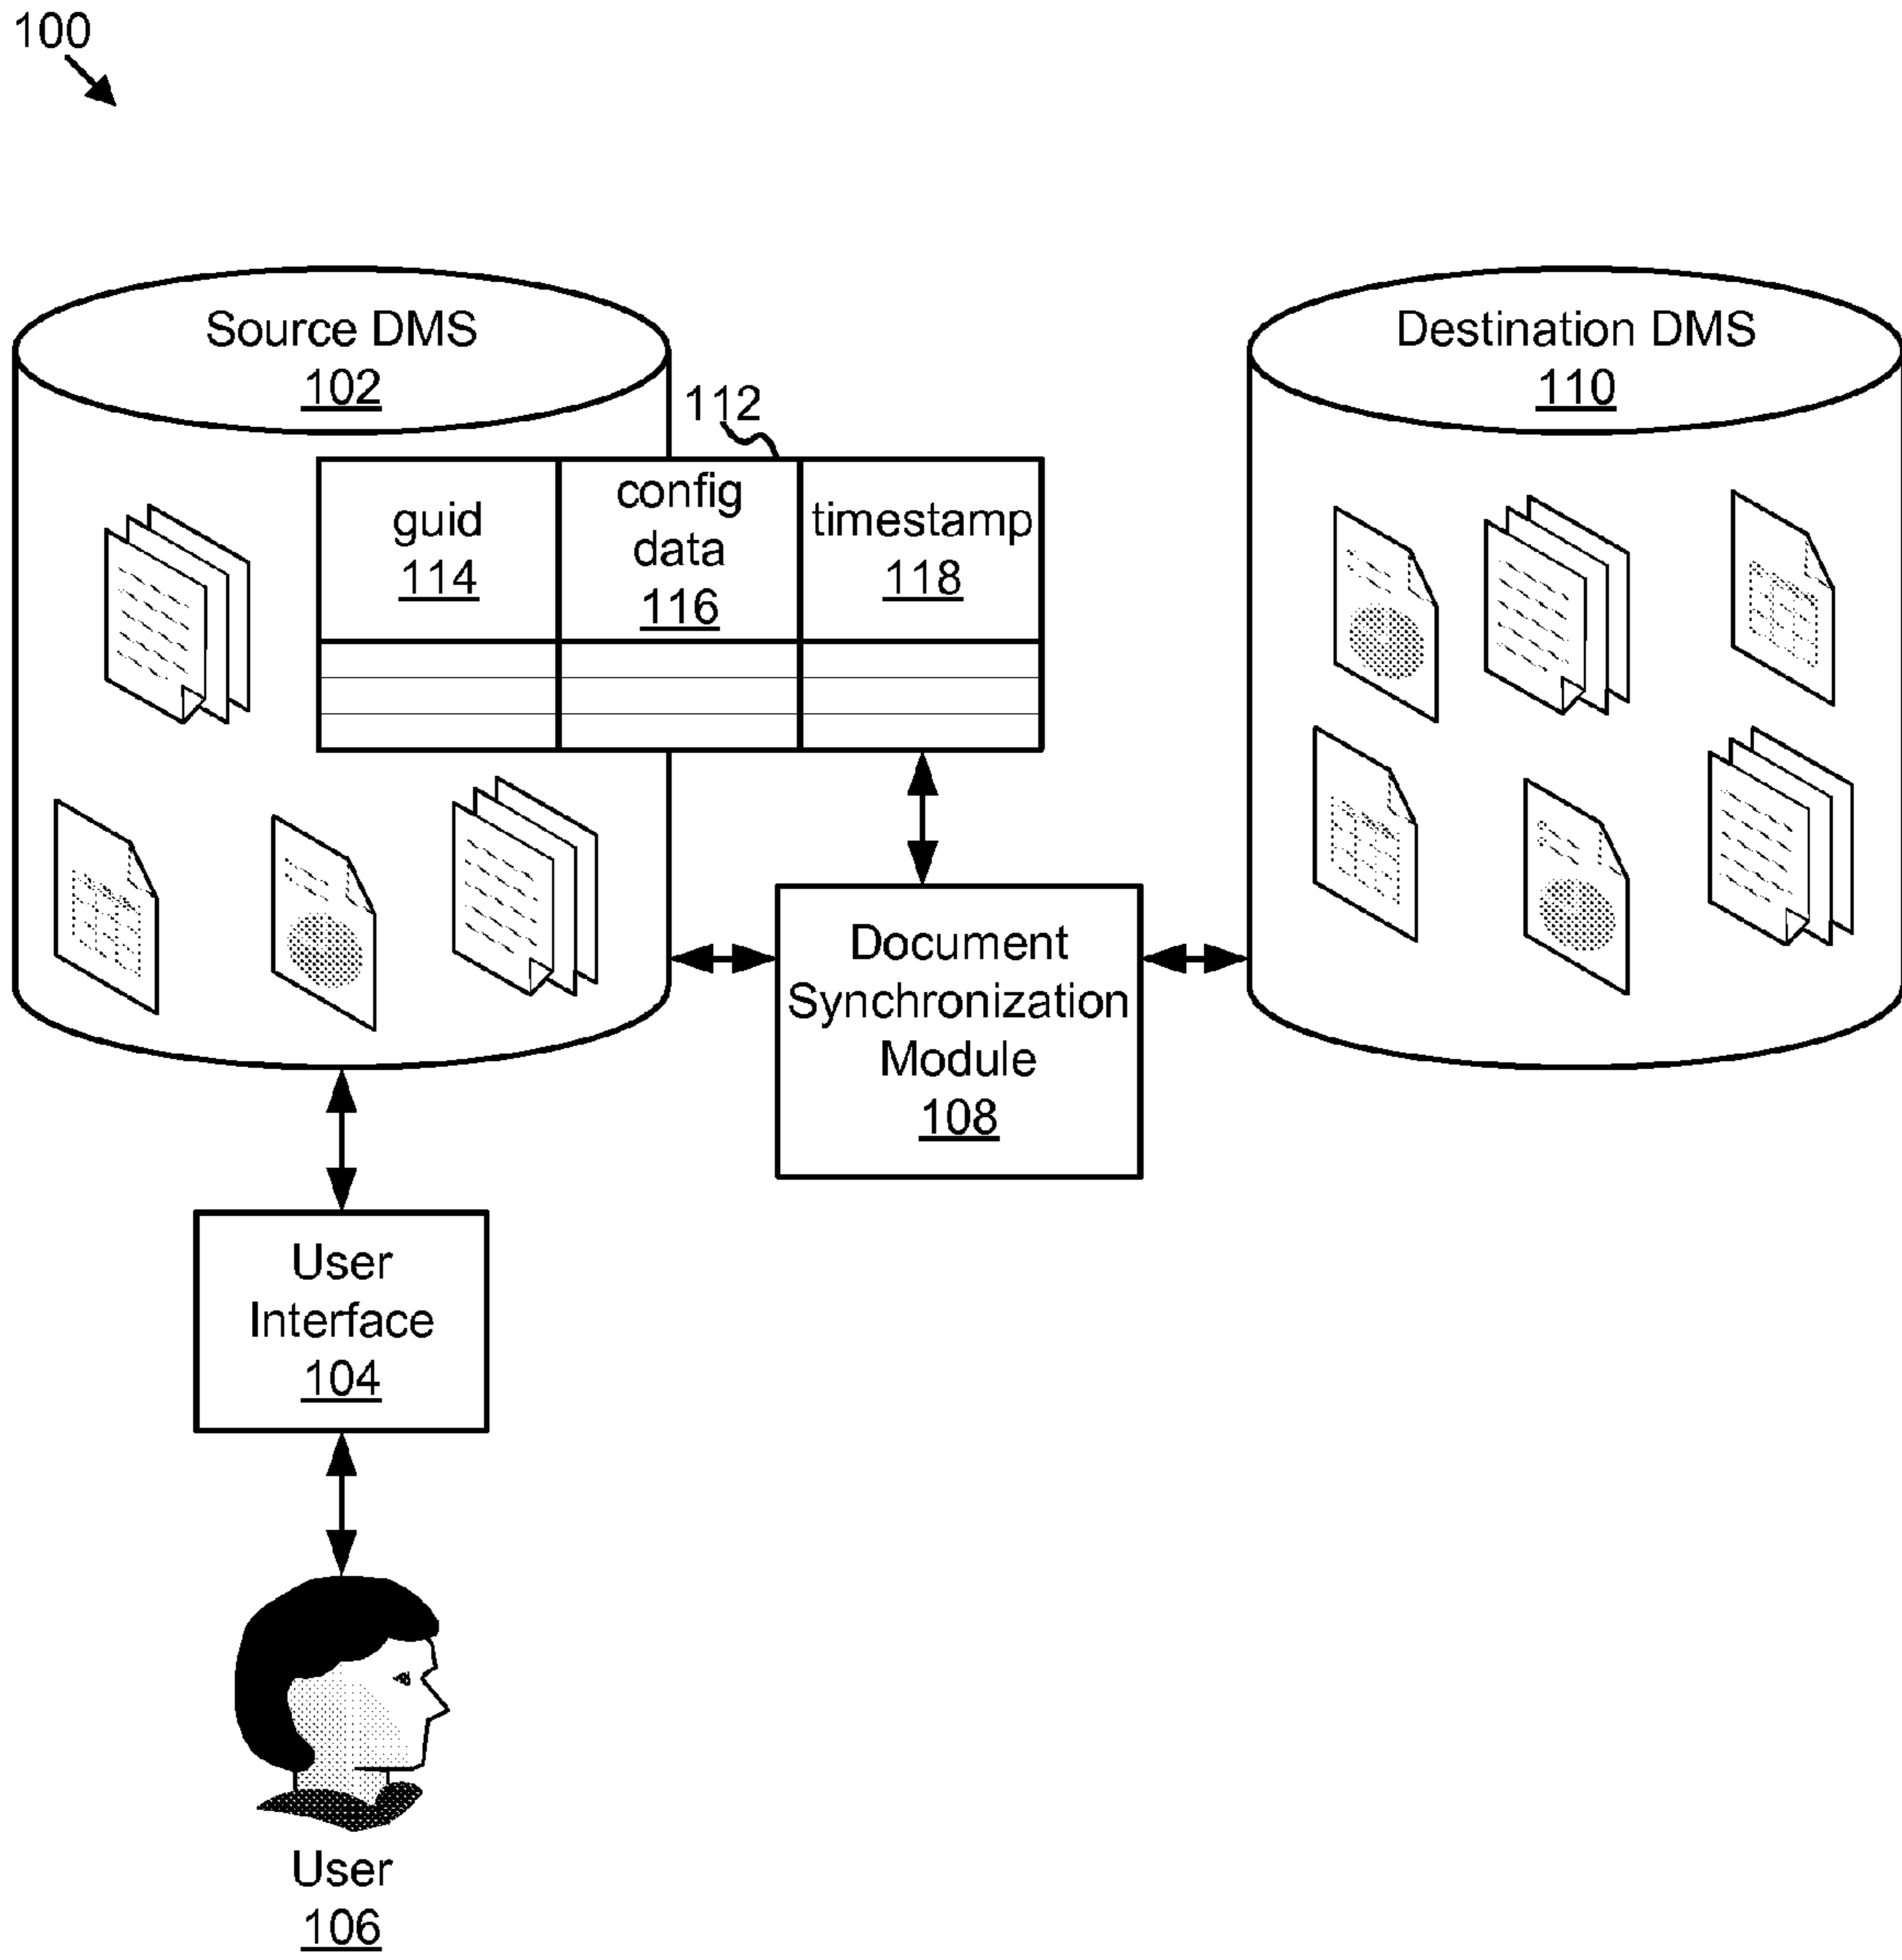 100
Source DMS
102
Destination DMS
110
112
guid
114
config
data
116
timestamp
118
Document
Synchronization
Module
108
User
Interface
104
User
106